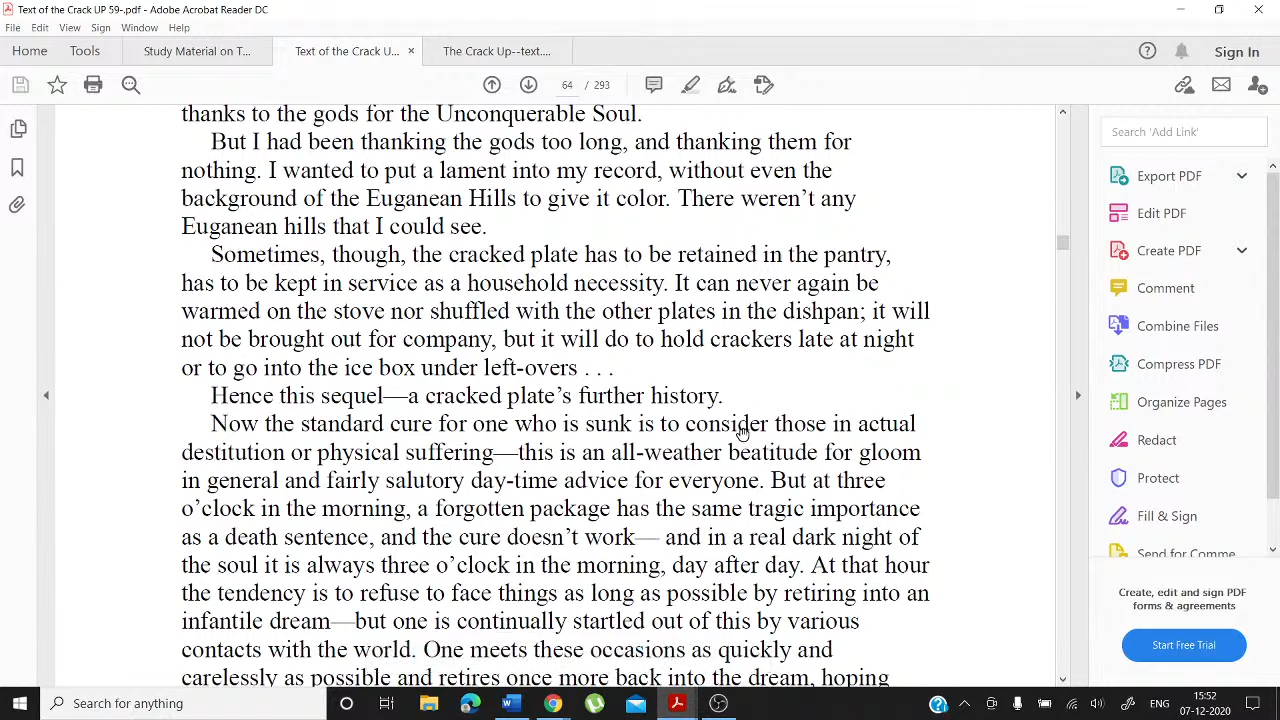 Text of the Crack UP 59-.pdf - Adobe Acrobat Reader DC
File Edit View Sign Window Help
Home Tools Study Material on T... Text of the Crack U... × The Crack Up--text.... Sign In
64 / 293
thanks to the gods for the Unconquerable Soul.
But I had been thanking the gods too long, and thanking them for
nothing. I wanted to put a lament into my record, without even the
background of the Euganean Hills to give it color. There weren’t any
Euganean hills that I could see.
Sometimes, though, the cracked plate has to be retained in the pantry,
has to be kept in service as a household necessity. It can never again be
warmed on the stove nor shuffled with the other plates in the dishpan; it will
not be brought out for company, but it will do to hold crackers late at night
or to go into the ice box under left-overs . . .
Hence this sequel—a cracked plate’s further history.
Now the standard cure for one who is sunk is to consider those in actual
destitution or physical suffering—this is an all-weather beatitude for gloom
in general and fairly salutory day-time advice for everyone. But at three
o’clock in the morning, a forgotten package has the same tragic importance
as a death sentence, and the cure doesn’t work— and in a real dark night of
the soul it is always three o’clock in the morning, day after day. At that hour
the tendency is to refuse to face things as long as possible by retiring into an
infantile dream—but one is continually startled out of this by various
contacts with the world. One meets these occasions as quickly and
carelessly as possible and retires once more back into the dream, hoping
Search 'Add Link'
Export PDF
Edit PDF
Create PDF
Comment
Combine Files
Compress PDF
Organize Pages
Redact
Protect
Fill & Sign
Send for Comme
Create, edit and sign PDF
forms & agreements
Start Free Trial
Search for anything
ENG
15:52
07-12-2020